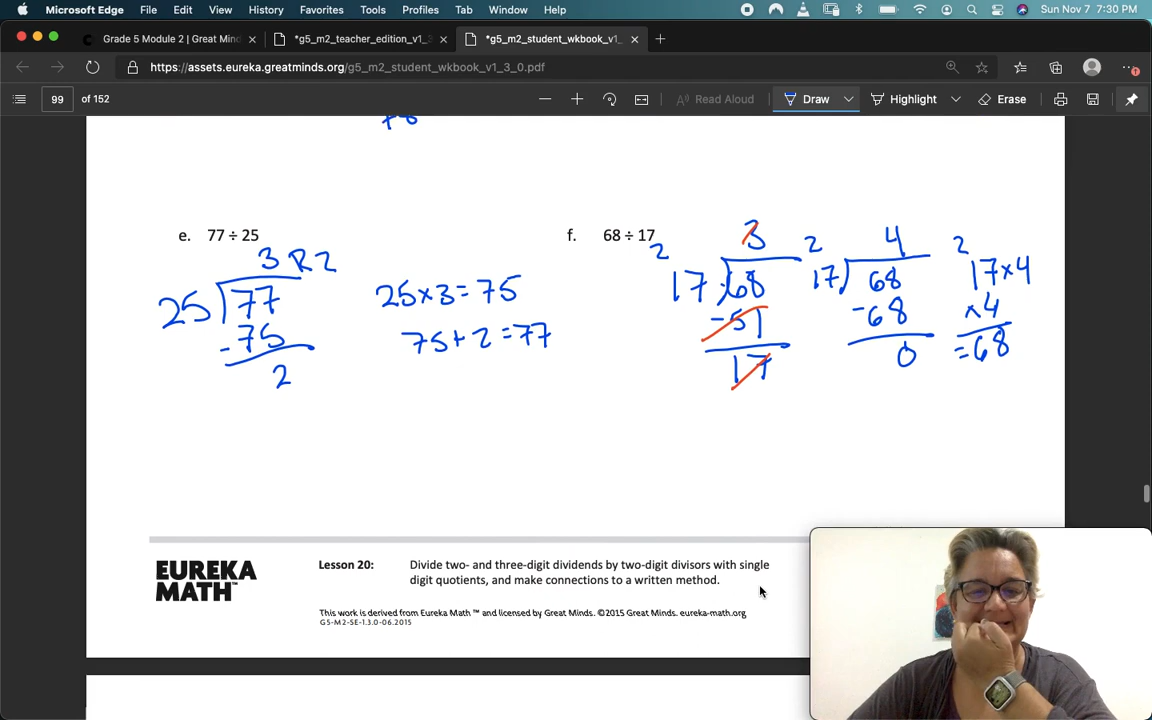 Microsoft Edge File Edit View History Favorites Tools Profiles Tab Window Help Sun Nov 7 7:30 PM
Grade 5 Module 2 | Great Mind
*g5_m2_teacher_edition_v1_3
*g5_m2_student_wkbook_v1_
https://assets.eureka.greatminds.org/g5_m2_student_wkbook_v1_3_0.pdf
99 of 152
Read Aloud
Draw
Highlight
Erase
e. 77 ÷ 25
3 R 2
25 77
-75
2
25×3=75
75+2=77
f. 68 ÷ 17
2 3
17 68
-51
17
2 4
17 68
-68
0
2
17×4
×4
=68
EUREKA
MATH™
Lesson 20: Divide two- and three-digit dividends by two-digit divisors with single
digit quotients, and make connections to a written method.
This work is derived from Eureka Math ™ and licensed by Great Minds. ©2015 Great Minds. eureka-math.org
G5-M2-SE-1.3.0-06.2015